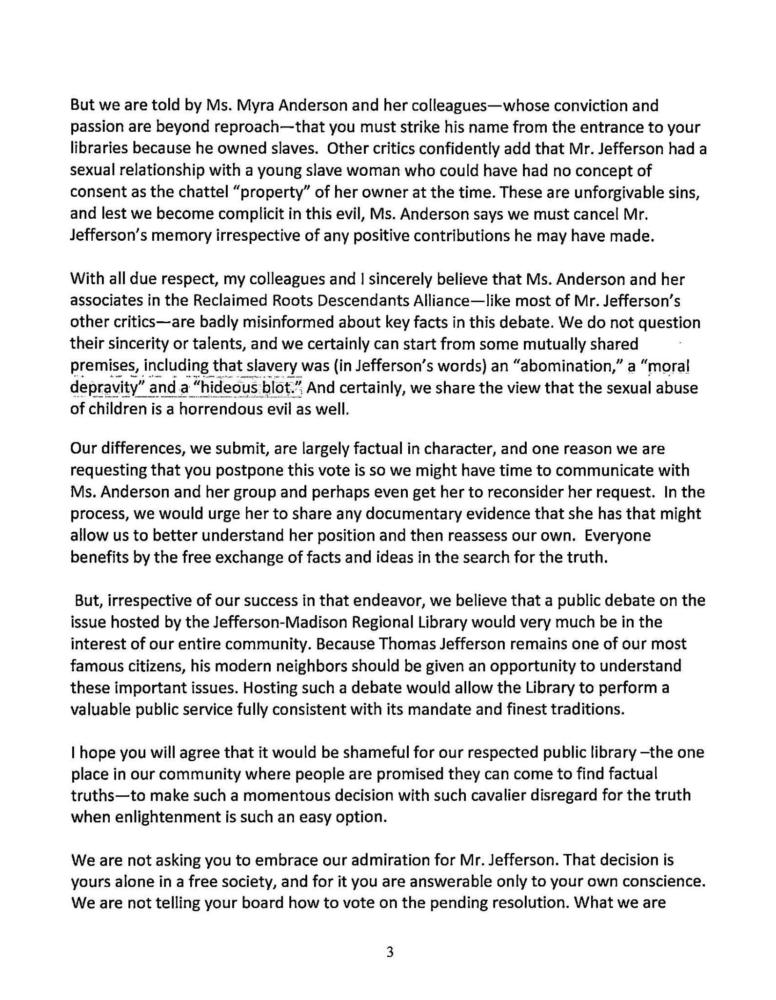 But we are told by Ms. Myra Anderson and her colleagues—whose conviction and
passion are beyond reproach—that you must strike his name from the entrance to your
libraries because he owned slaves.  Other critics confidently add that Mr. Jefferson had a
sexual relationship with a young slave woman who could have had no concept of
consent as the chattel “property” of her owner at the time. These are unforgivable sins,
and lest we become complicit in this evil, Ms. Anderson says we must cancel Mr.
Jefferson’s memory irrespective of any positive contributions he may have made.
With all due respect, my colleagues and I sincerely believe that Ms. Anderson and her
associates in the Reclaimed Roots Descendants Alliance—like most of Mr. Jefferson’s
other critics—are badly misinformed about key facts in this debate. We do not question
their sincerity or talents, and we certainly can start from some mutually shared
premises, including that slavery was (in Jefferson’s words) an “abomination,” a “moral
depravity” and a “hideous blot.” And certainly, we share the view that the sexual abuse
of children is a horrendous evil as well.
Our differences, we submit, are largely factual in character, and one reason we are
requesting that you postpone this vote is so we might have time to communicate with
Ms. Anderson and her group and perhaps even get her to reconsider her request.  In the
process, we would urge her to share any documentary evidence that she has that might
allow us to better understand her position and then reassess our own.  Everyone
benefits by the free exchange of facts and ideas in the search for the truth.
But, irrespective of our success in that endeavor, we believe that a public debate on the
issue hosted by the Jefferson-Madison Regional Library would very much be in the
interest of our entire community. Because Thomas Jefferson remains one of our most
famous citizens, his modern neighbors should be given an opportunity to understand
these important issues. Hosting such a debate would allow the Library to perform a
valuable public service fully consistent with its mandate and finest traditions.
I hope you will agree that it would be shameful for our respected public library –the one
place in our community where people are promised they can come to find factual
truths—to make such a momentous decision with such cavalier disregard for the truth
when enlightenment is such an easy option.
We are not asking you to embrace our admiration for Mr. Jefferson. That decision is
yours alone in a free society, and for it you are answerable only to your own conscience.
We are not telling your board how to vote on the pending resolution. What we are
3